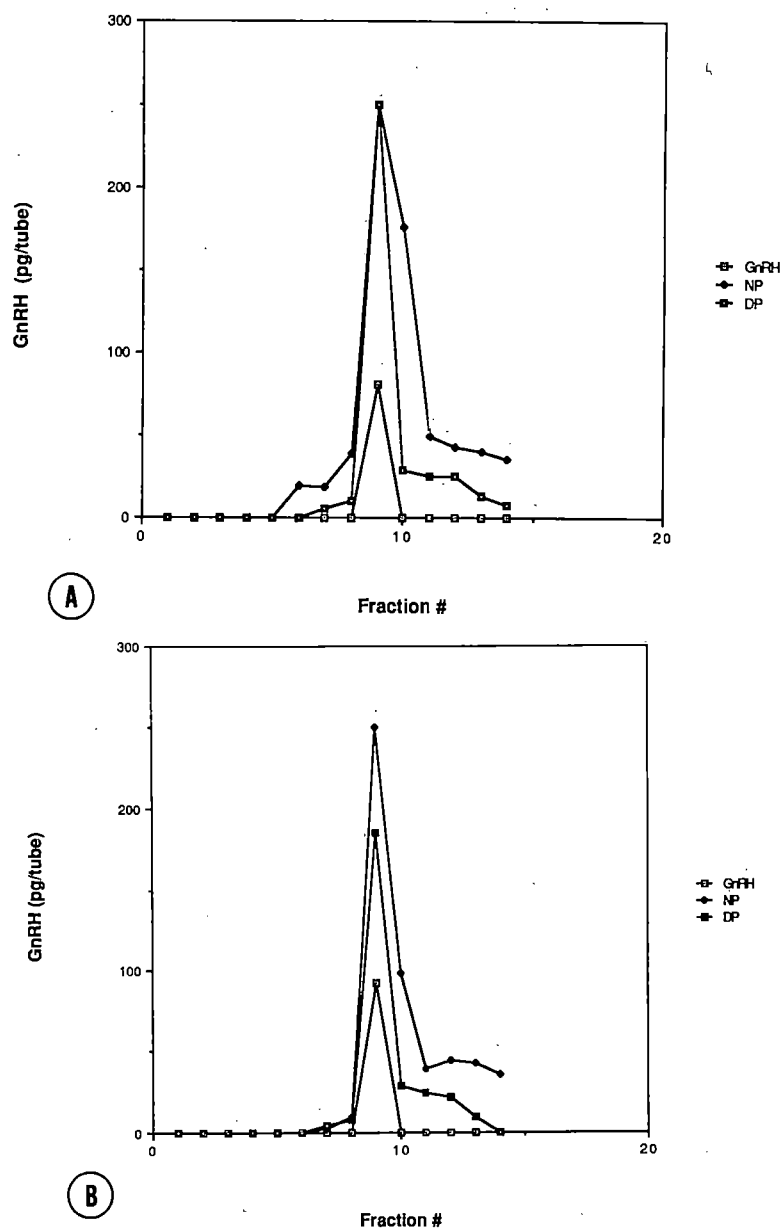 300
200
100
0
GnRH (pg/tube)
0
10
20
GnRH
NP
DP
A
Fraction #
300
200
100
0
GnRH (pg/tube)
0
10
20
GnRH
NP
DP
B
Fraction #